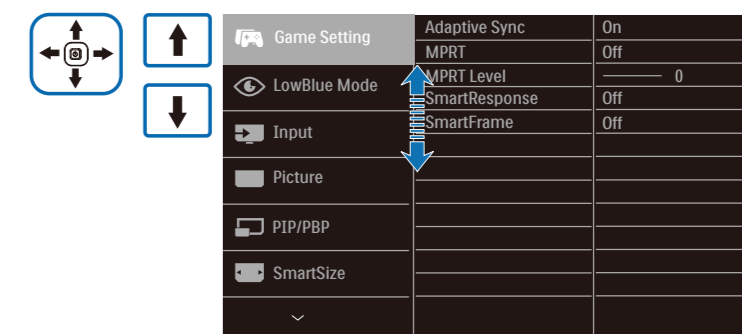 Game Setting
Adaptive Sync On
MPRT Off
MPRT Level 0
LowBlue Mode
SmartResponse Off
SmartFrame Off
Input
Picture
PIP/PBP
SmartSize